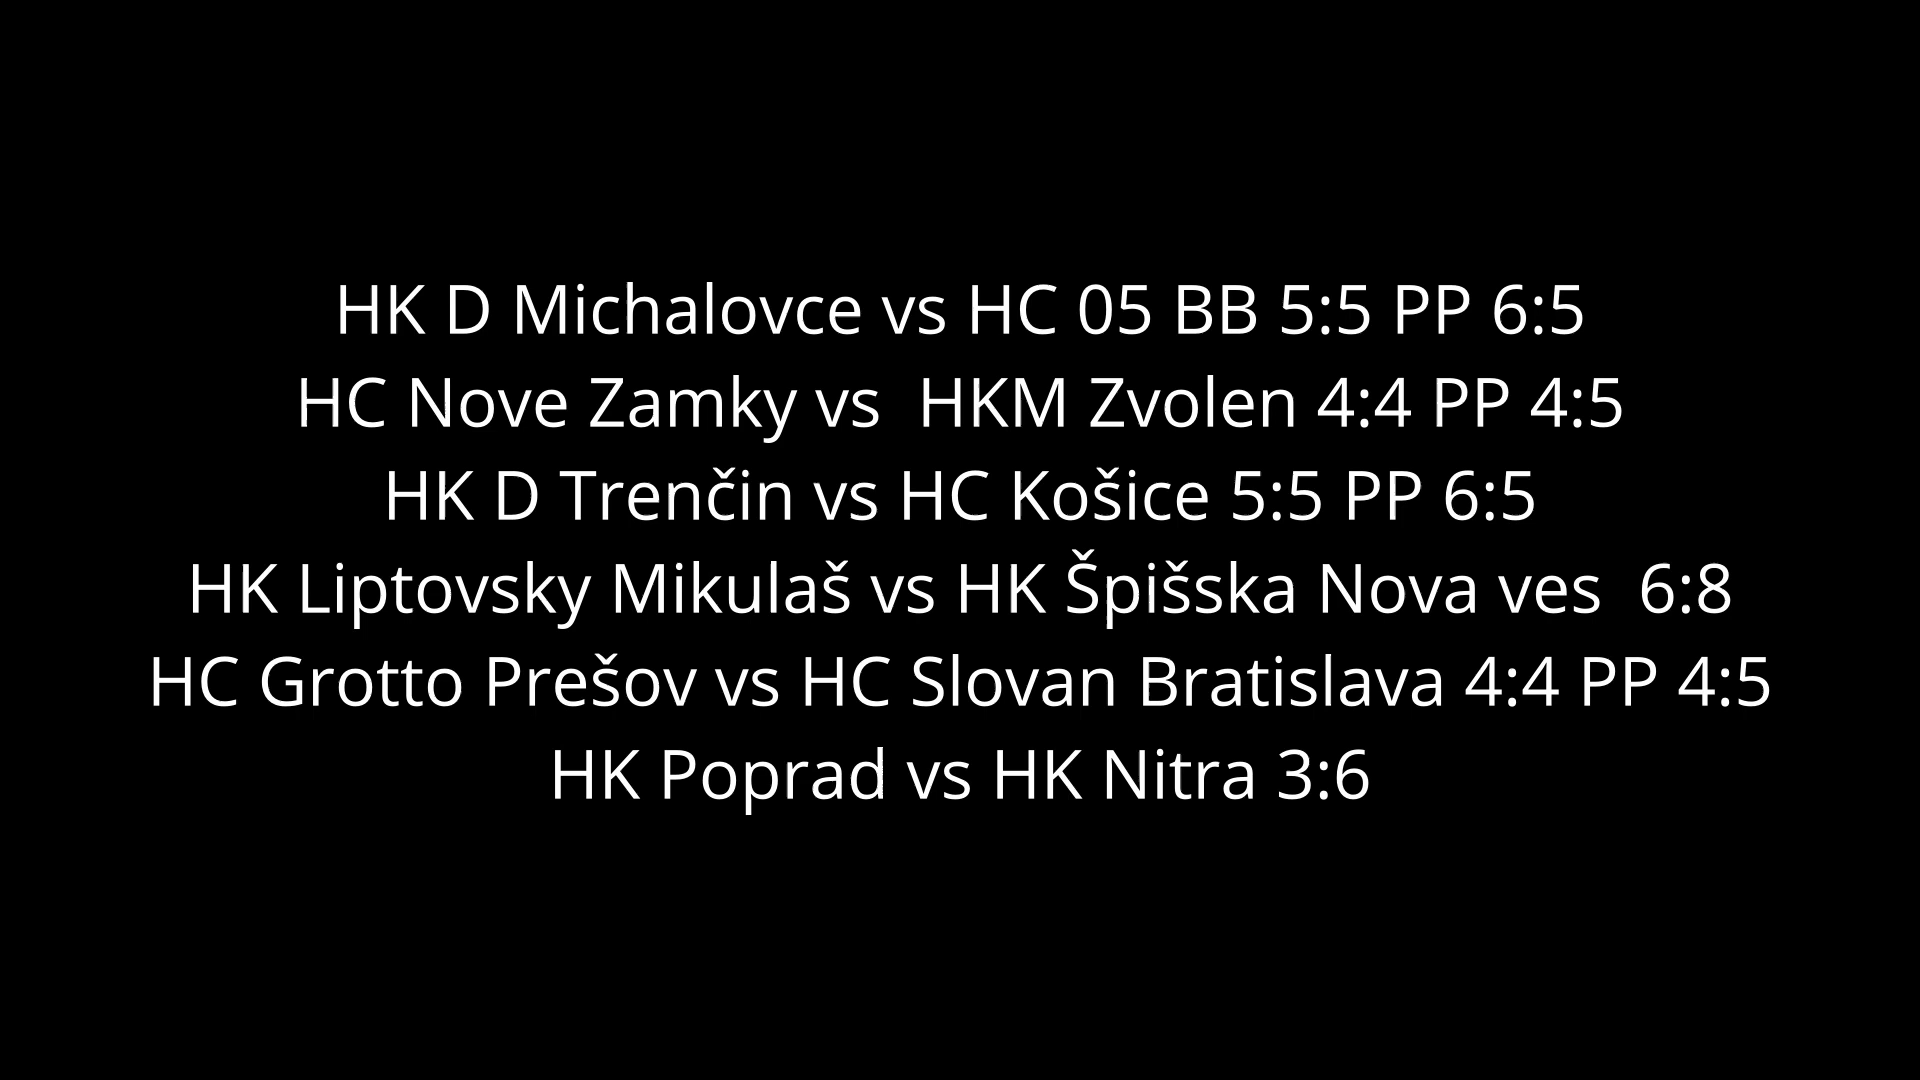 HK D Michalovce vs HC 05 BB 5:5 PP 6:5
HC Nove Zamky vs  HKM Zvolen 4:4 PP 4:5
HK D Trenčin vs HC Košice 5:5 PP 6:5
HK Liptovsky Mikulaš vs HK Špišska Nova ves  6:8
HC Grotto Prešov vs HC Slovan Bratislava 4:4 PP 4:5
HK Poprad vs HK Nitra 3:6